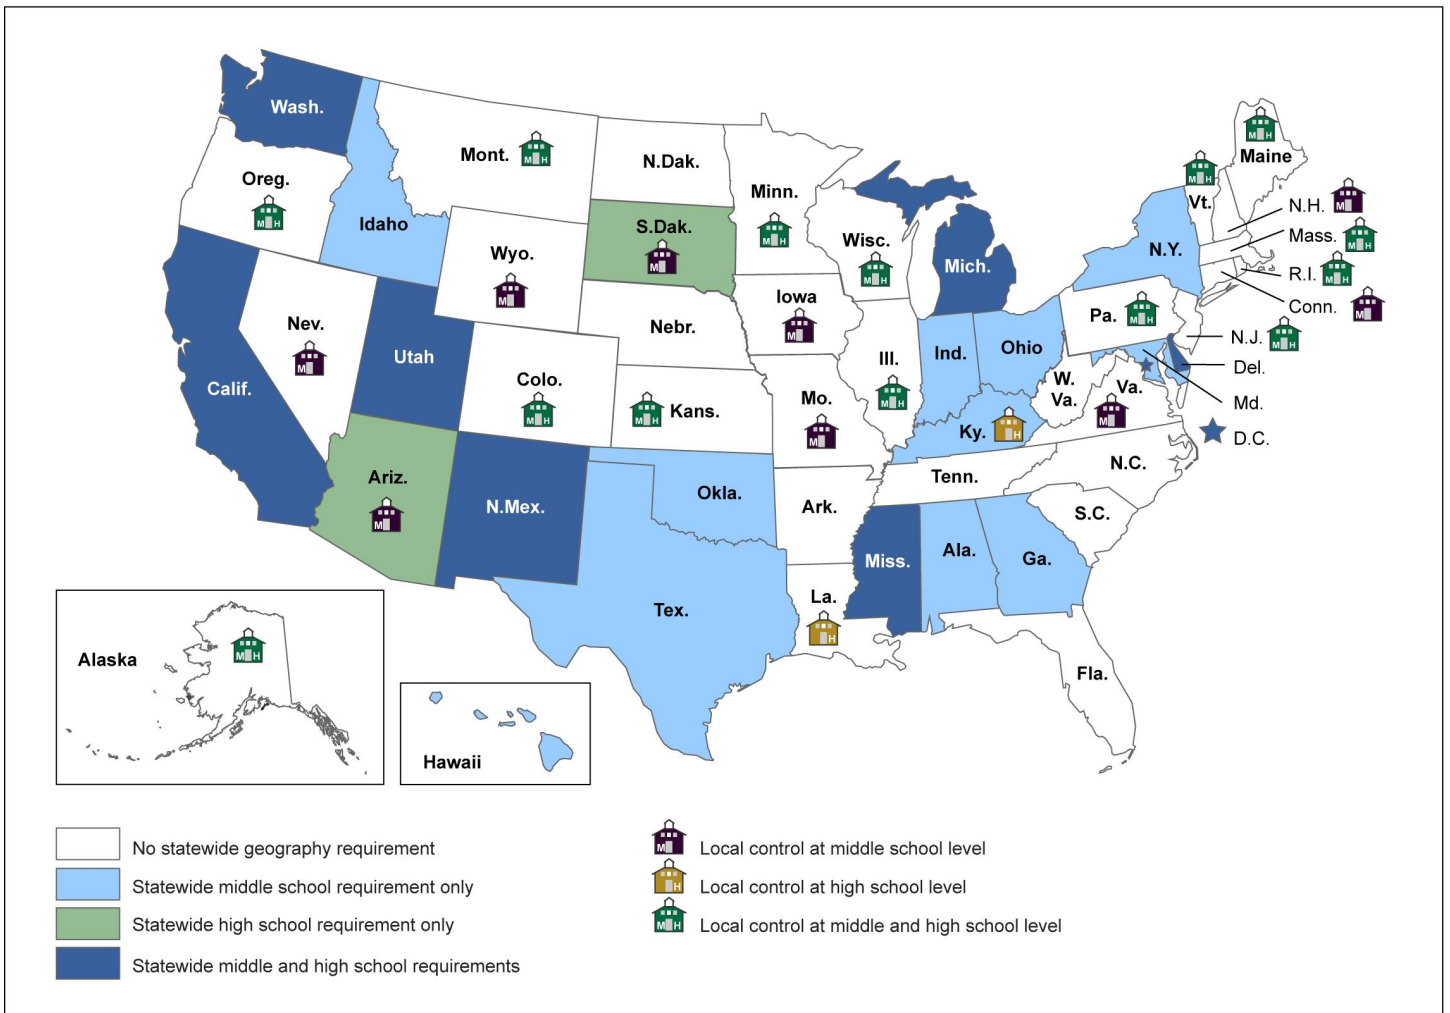 Wash.
Mont.
M H
N.Dak.
Minn.
M H
Maine
M H
Vt.
M H
N.H.
M
Mass.
M H
R.I.
M H
Conn.
M
N.J.
M H
Del.
Md.
D.C.
Oreg.
M H
Idaho
Wyo.
M
S.Dak.
M
Wisc.
M H
Mich.
N.Y.
Pa.
M H
Nev.
M
Utah
Colo.
M H
Nebr.
Iowa
M
Ill.
M H
Ind.
Ohio
W.
Va.
Va.
M
Calif.
Kans.
M H
Mo.
M
Ky.
H
Ariz.
M
N.Mex.
Okla.
Ark.
Tenn.
N.C.
S.C.
Tex.
La.
H
Miss.
Ala.
Ga.
Fla.
Alaska
M H
Hawaii
No statewide geography requirement
Statewide middle school requirement only
Statewide high school requirement only
Statewide middle and high school requirements
M
Local control at middle school level
H
Local control at high school level
M H
Local control at middle and high school level